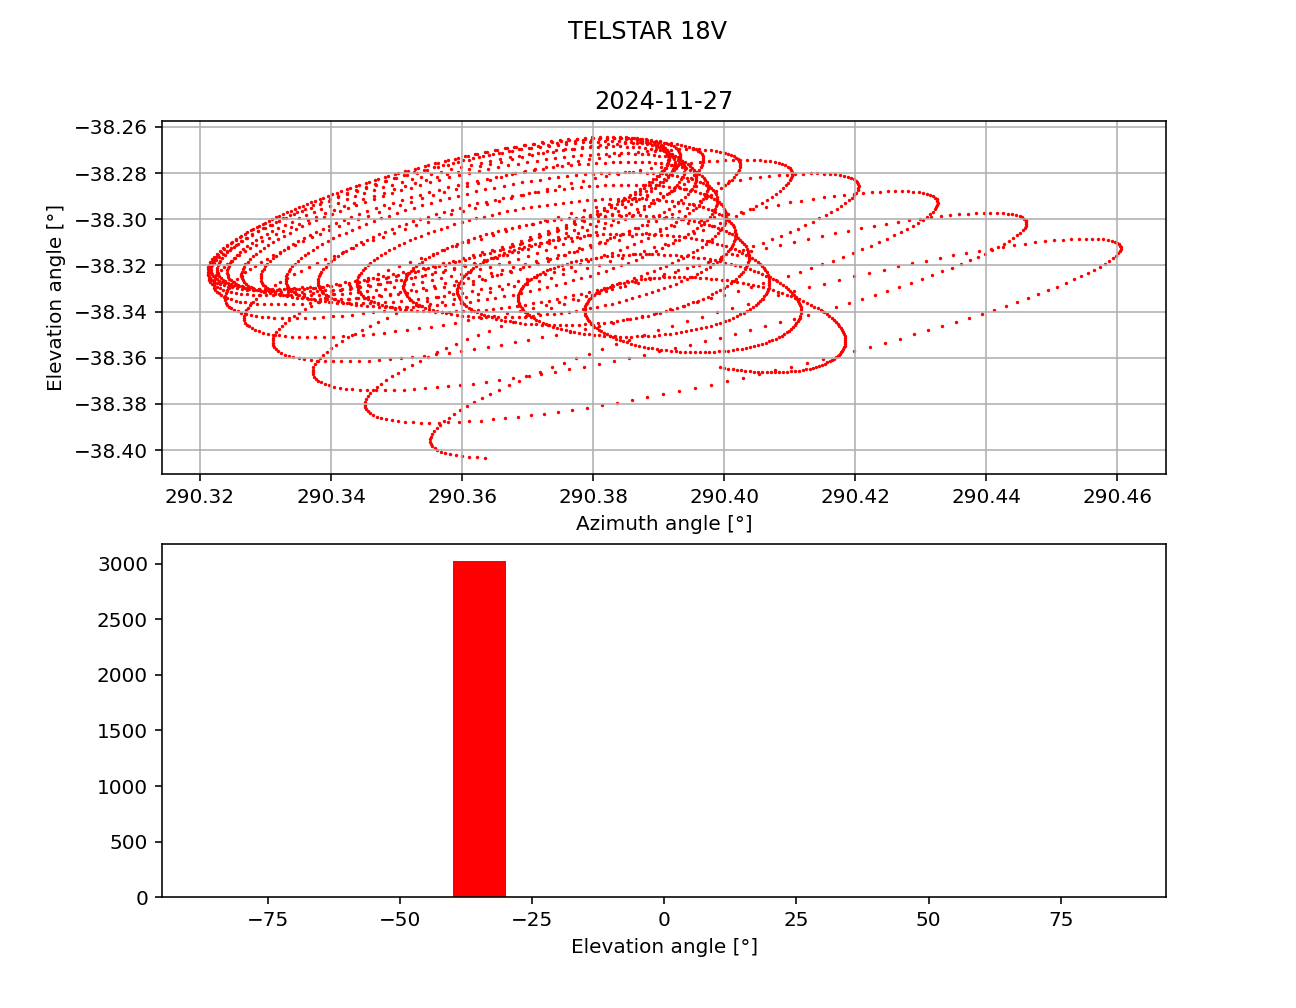 TELSTAR 18V
2024-11-27
Elevation angle [°]
−38.26
−38.28
−38.30
−38.32
−38.34
−38.36
−38.38
−38.40
290.32 290.34 290.36 290.38 290.40 290.42 290.44 290.46
Azimuth angle [°]
3000
2500
2000
1500
1000
500
0
−75 −50 −25 0 25 50 75
Elevation angle [°]